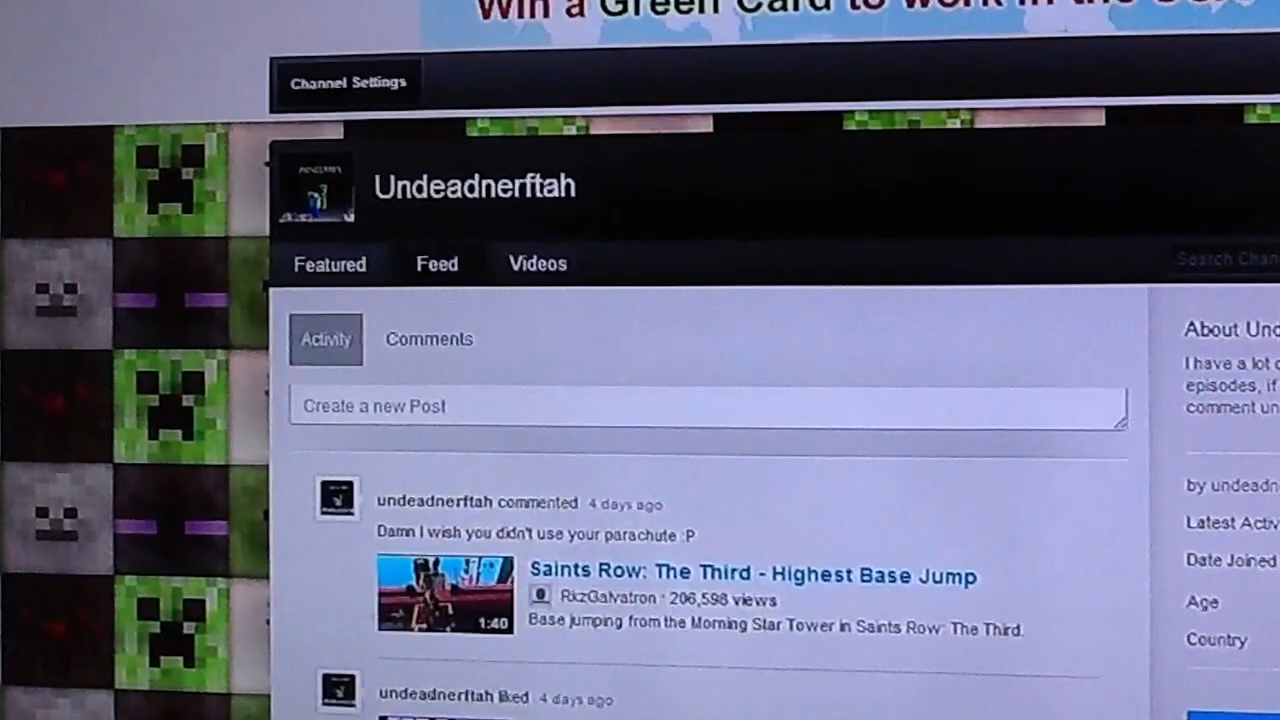 Win a Green Card to work in the
Channel Settings
Undeadnerftah
Featured Feed Videos
Search Chan
Activity Comments
Create a new Post
undeadnerftah commented 4 days ago
Damn I wish you didn't use your parachute :P
Saints Row: The Third - Highest Base Jump
RkzGalvatron · 206,598 views
Base jumping from the Morning Star Tower in Saints Row: The Third.
1:40
undeadnerftah liked 4 days ago
About Und
I have a lot
episodes, if
comment un
by undeadn
Latest Activ
Date Joined
Age
Country